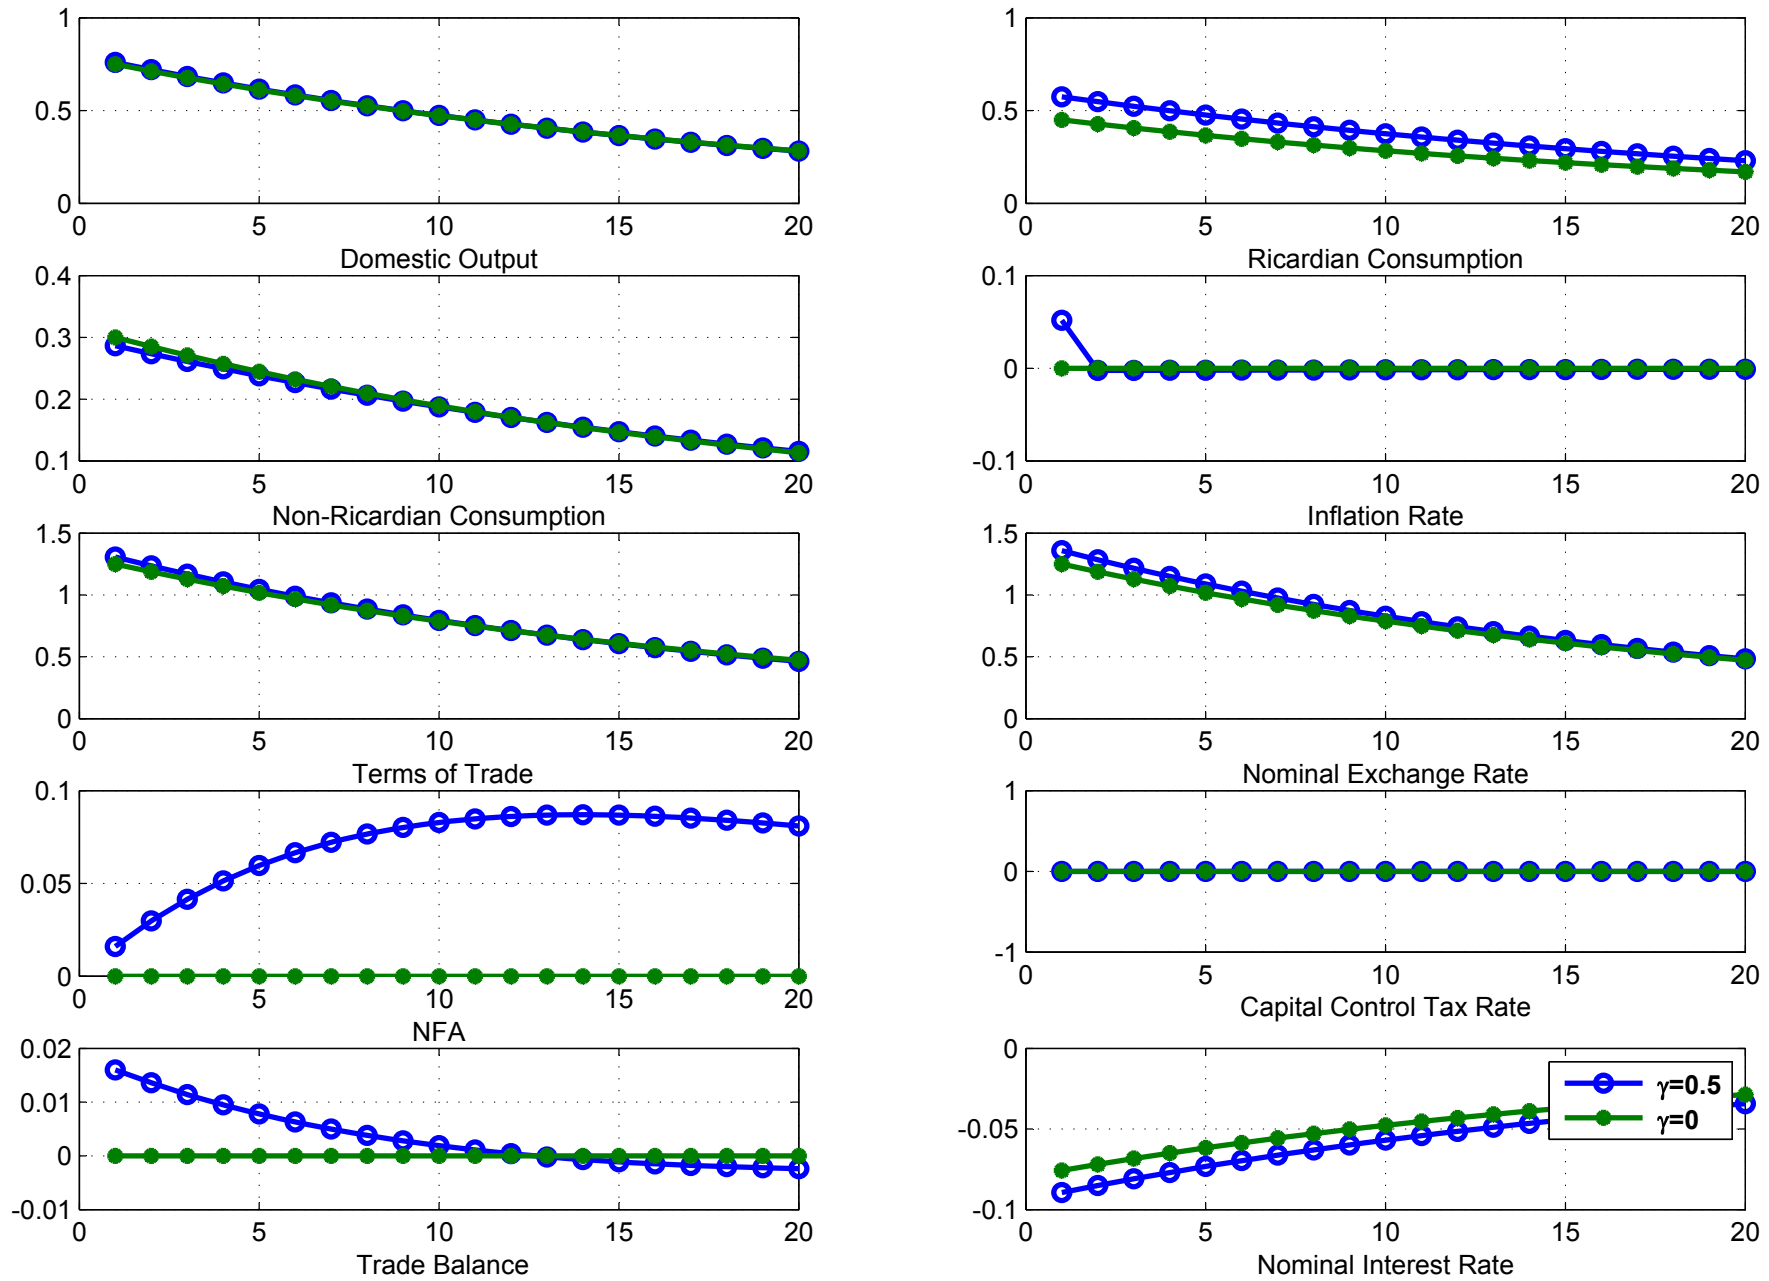 1
0.5
0
0 5 10 15 20
Domestic Output
1
0.5
0
0 5 10 15 20
Ricardian Consumption
0.4
0.3
0.2
0.1
0 5 10 15 20
Non-Ricardian Consumption
0.1
0
-0.1
0 5 10 15 20
Inflation Rate
1.5
1
0.5
0
0 5 10 15 20
Terms of Trade
1.5
1
0.5
0
0 5 10 15 20
Nominal Exchange Rate
0.1
0.05
0
0 5 10 15 20
NFA
1
0
-1
0 5 10 15 20
Capital Control Tax Rate
0.02
0.01
0
-0.01
0 5 10 15 20
Trade Balance
0
-0.05
-0.1
γ=0.5
γ=0
0 5 10 15 20
Nominal Interest Rate